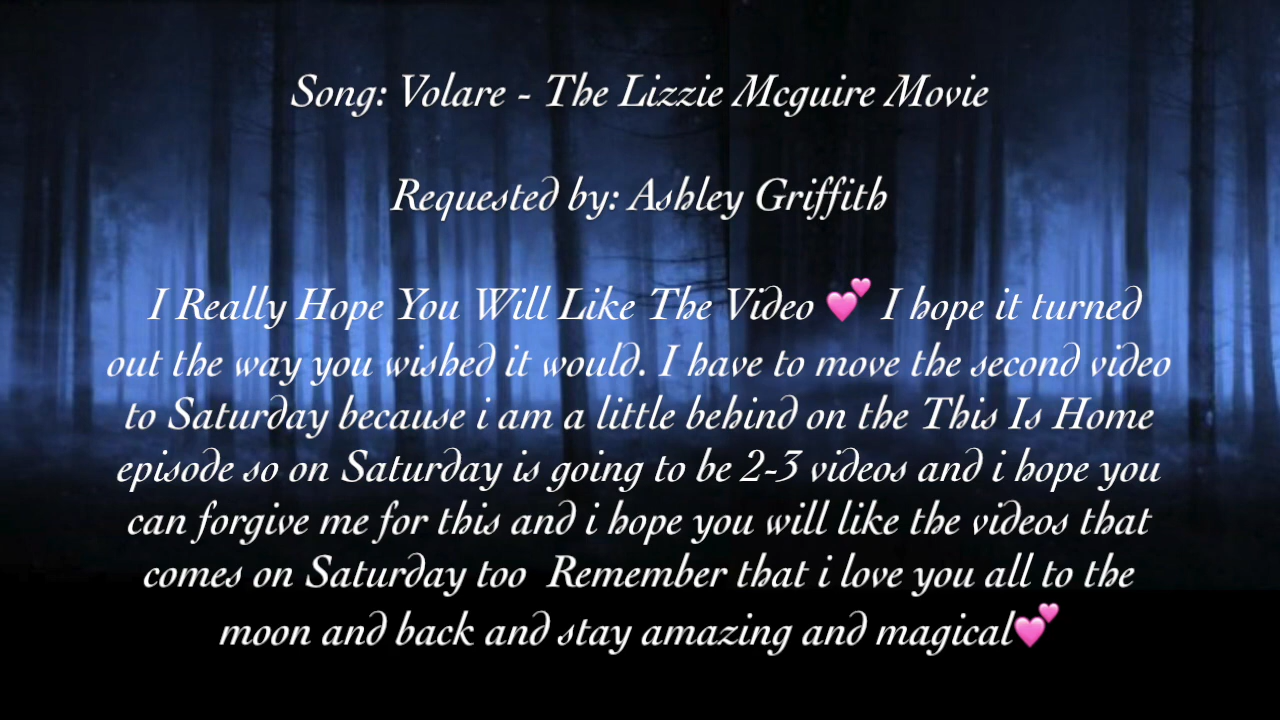 Song: Volare - The Lizzie Mcguire Movie
Requested by: Ashley Griffith
I Really Hope You Will Like The Video 💕 I hope it turned
out the way you wished it would. I have to move the second video
to Saturday because i am a little behind on the This Is Home
episode so on Saturday is going to be 2-3 videos and i hope you
can forgive me for this and i hope you will like the videos that
comes on Saturday too  Remember that i love you all to the
moon and back and stay amazing and magical💕